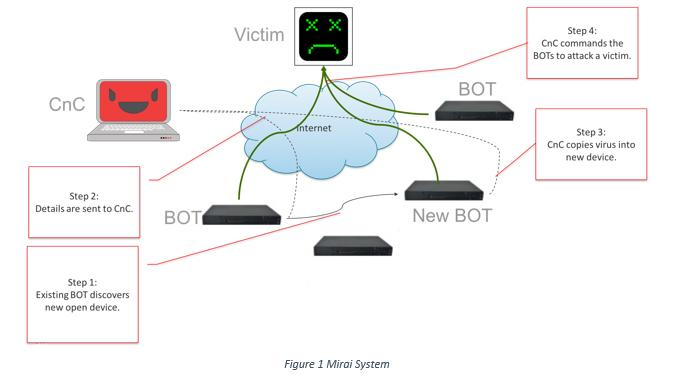 Victim
Step 4:
CnC commands the
BOTs to attack a victim.
CnC
BOT
Internet
Step 3:
CnC copies virus into
new device.
Step 2:
Details are sent to CnC.
BOT
New BOT
Step 1:
Existing BOT discovers
new open device.
Figure 1 Mirai System